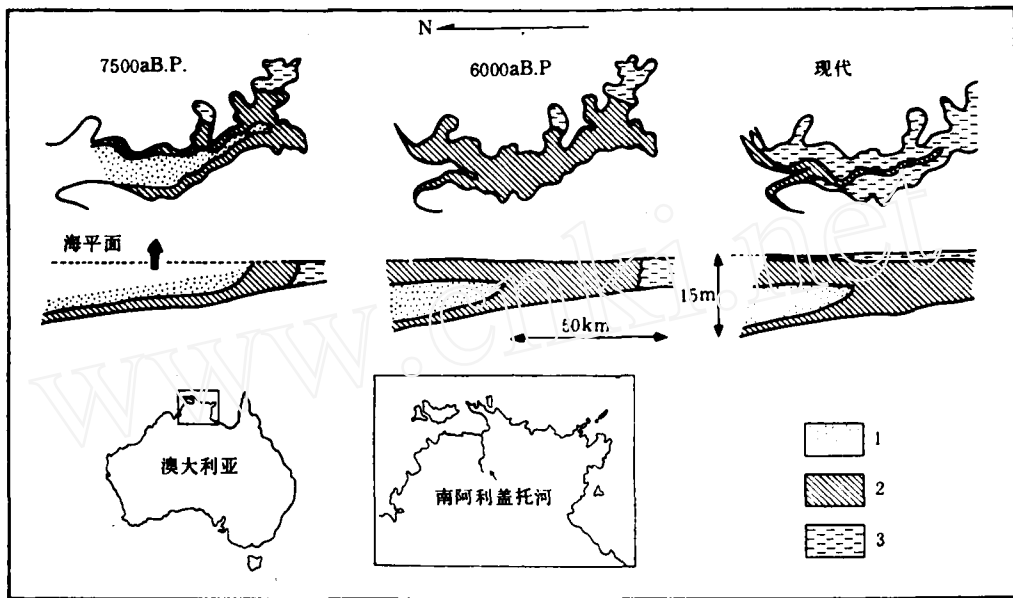 N
7500aB.P.
6000aB.P
现代
海平面
15m
50km
澳大利亚
南阿利盖托河
1
2
3
www.cnki.net